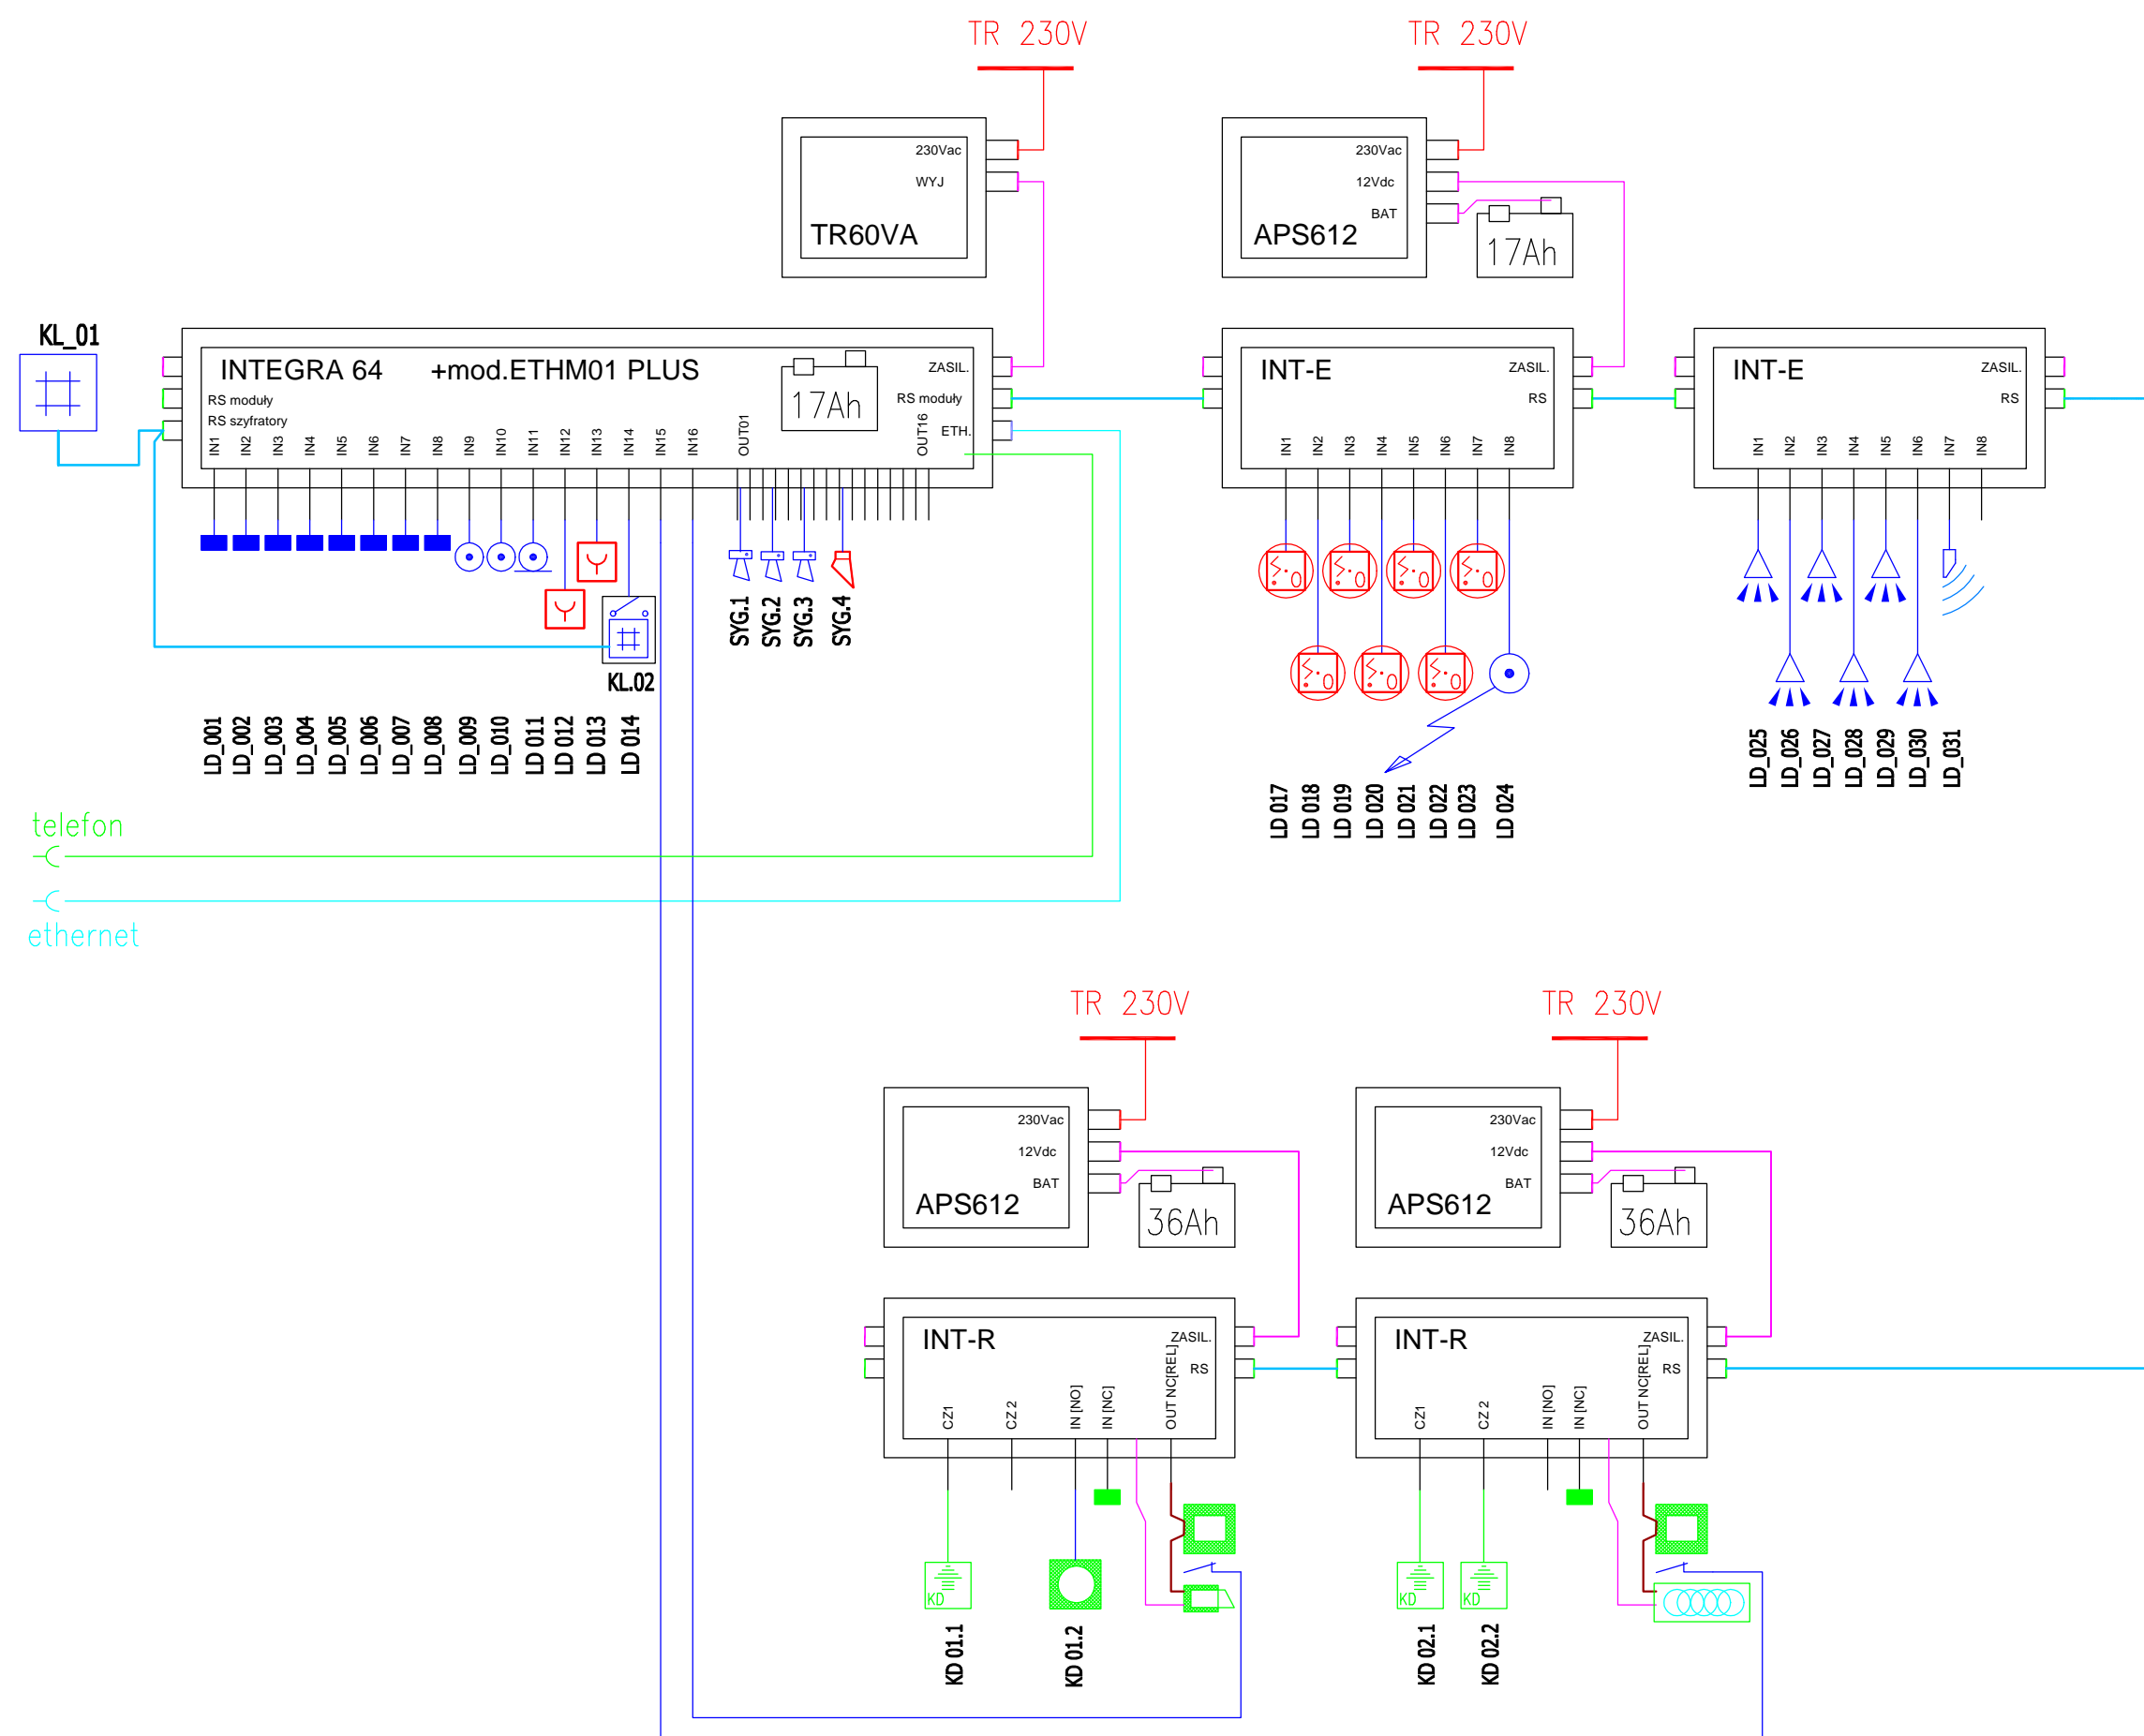 TR 230V
TR 230V
230Vac
WYJ
TR60VA
230Vac
12Vdc
BAT
APS612
17Ah
KL_01
INTEGRA 64 +mod.ETHM01 PLUS
ZASIL.
RS moduły
RS szyfratory
17Ah
RS moduły
ETH.
IN1
IN2
IN3
IN4
IN5
IN6
IN7
IN8
IN9
IN10
IN11
IN12
IN13
IN14
IN15
IN16
OUT01
OUT16
INT-E
ZASIL.
RS
IN1
IN2
IN3
IN4
IN5
IN6
IN7
IN8
INT-E
ZASIL.
RS
IN1
IN2
IN3
IN4
IN5
IN6
IN7
IN8
SYG.1
SYG.2
SYG.3
SYG.4
KL.02
LD_001
LD_002
LD_003
LD_004
LD_005
LD_006
LD_007
LD_008
LD_009
LD_010
LD 011
LD 012
LD 013
LD 014
LD 017
LD 018
LD 019
LD 020
LD 021
LD 022
LD 023
LD 024
LD_025
LD_026
LD_027
LD_028
LD_029
LD_030
LD_031
telefon
ethernet
TR 230V
TR 230V
230Vac
12Vdc
BAT
APS612
36Ah
230Vac
12Vdc
BAT
APS612
36Ah
INT-R
ZASIL.
RS
CZ1
CZ 2
IN [NO]
IN [NC]
OUT NC[REL]
INT-R
ZASIL.
RS
CZ1
CZ 2
IN [NO]
IN [NC]
OUT NC[REL]
KD
KD
KD
KD 01.1
KD 01.2
KD 02.1
KD 02.2